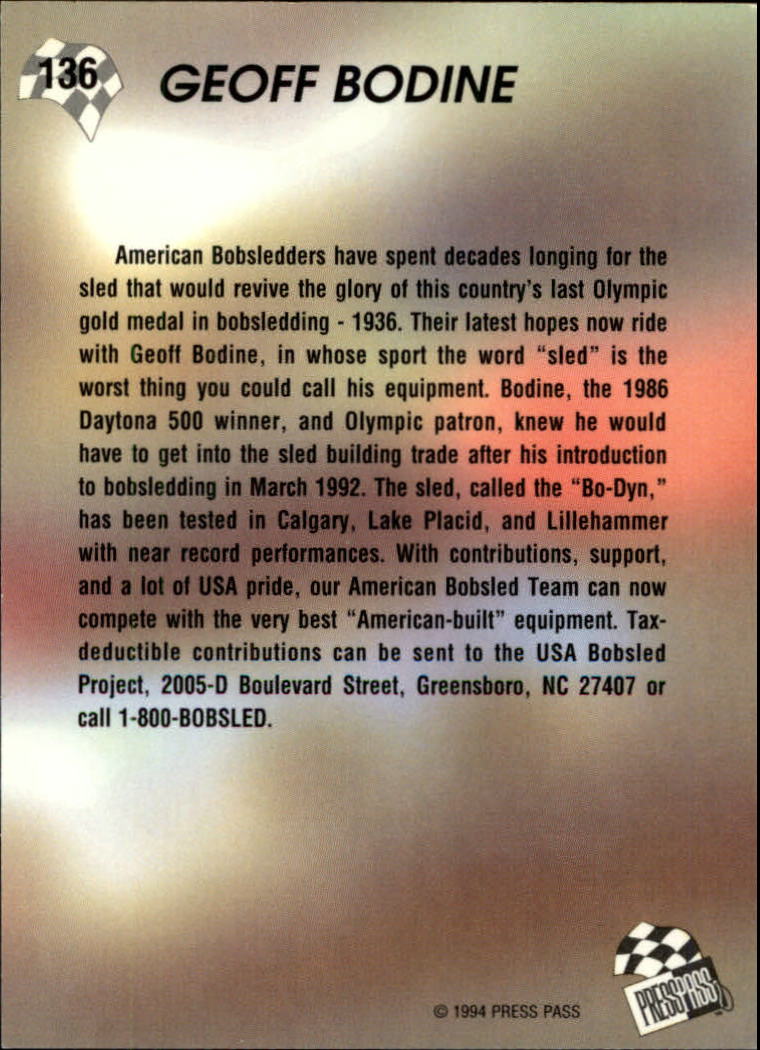 136
GEOFF BODINE
American Bobsledders have spent decades longing for the
sled that would revive the glory of this country's last Olympic
gold medal in bobsledding - 1936. Their latest hopes now ride
with Geoff Bodine, in whose sport the word “sled” is the
worst thing you could call his equipment. Bodine, the 1986
Daytona 500 winner, and Olympic patron, knew he would
have to get into the sled building trade after his introduction
to bobsledding in March 1992. The sled, called the “Bo-Dyn,”
has been tested in Calgary, Lake Placid, and Lillehammer
with near record performances. With contributions, support,
and a lot of USA pride, our American Bobsled Team can now
compete with the very best “American-built” equipment. Tax-
deductible contributions can be sent to the USA Bobsled
Project, 2005-D Boulevard Street, Greensboro, NC 27407 or
call 1-800-BOBSLED.
PRESS PASS
© 1994 PRESS PASS